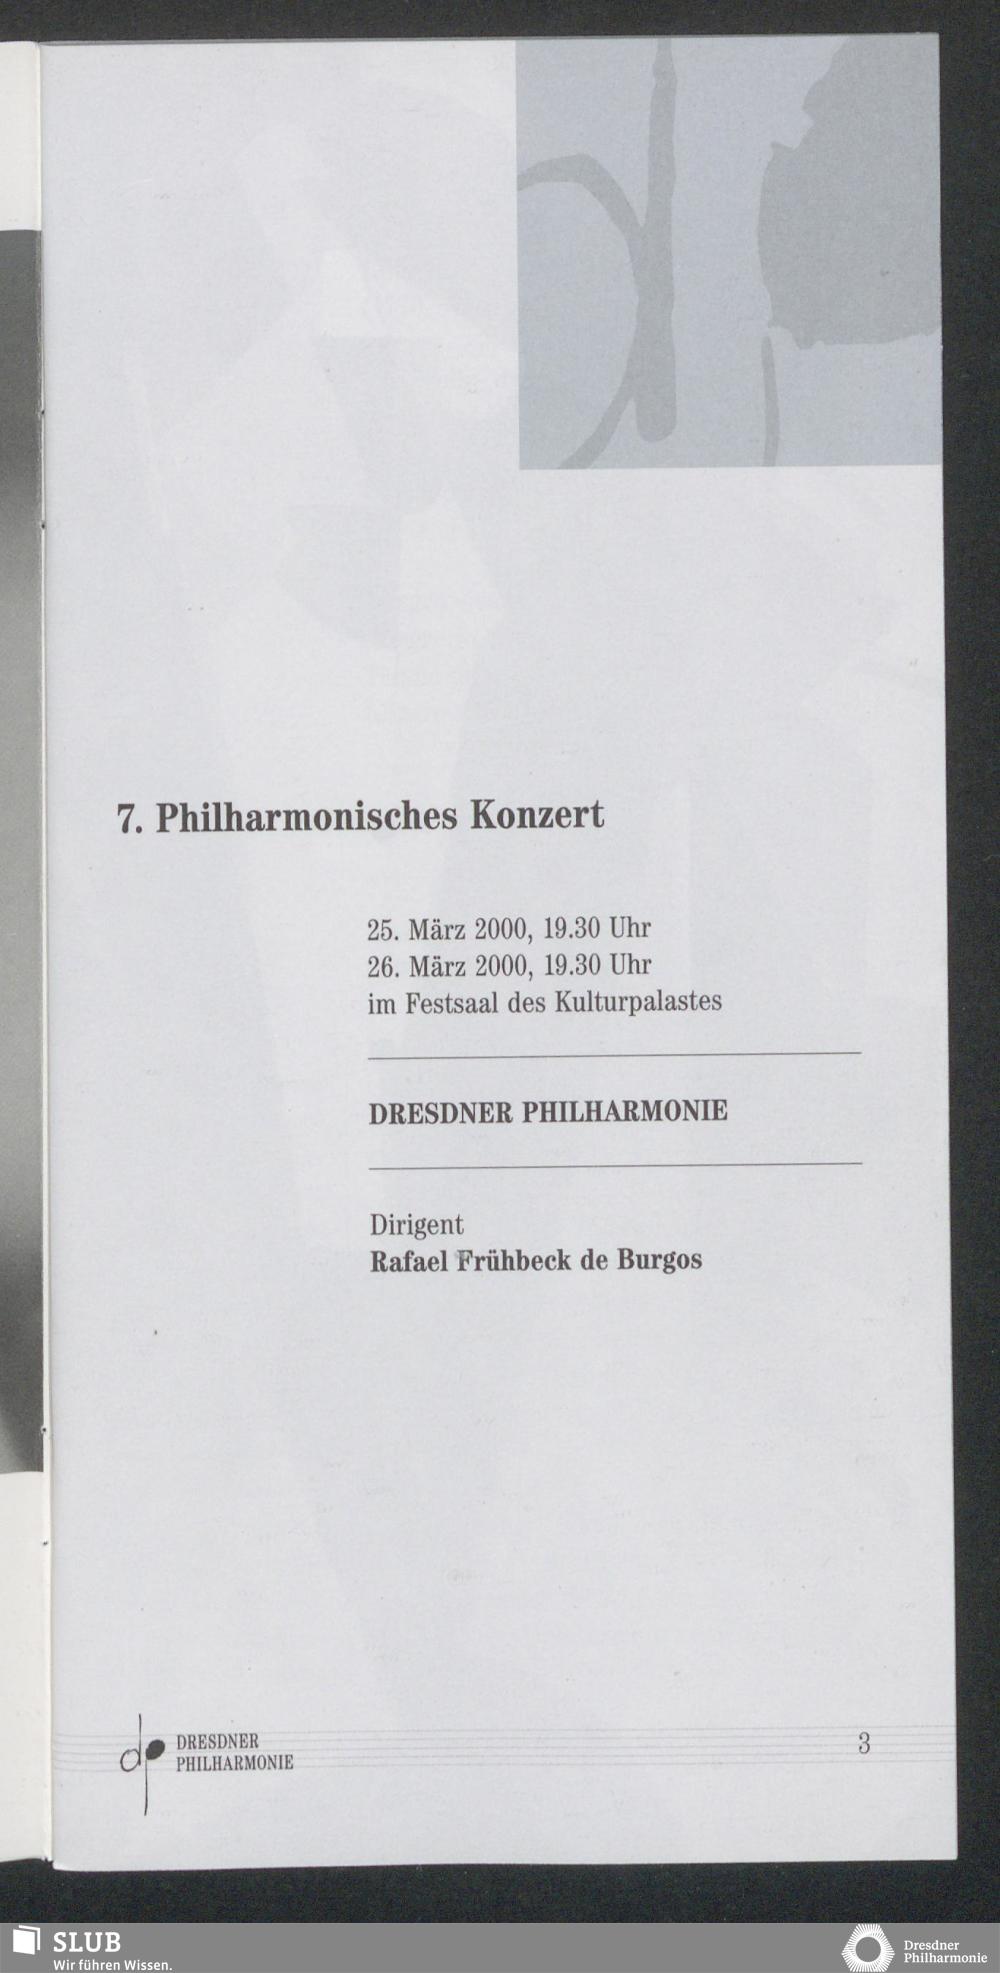 7. Philharmonisches Konzert
25. März 2000, 19.30 Uhr
26. März 2000, 19.30 Uhr
im Festsaal des Kulturpalastes
DRESDNER PHILHARMONIE
Dirigent
Rafael Frühbeck de Burgos
dp DRESDNER
PHILHARMONIE
3
SLUB
Wir führen Wissen.
Dresdner
Philharmonie